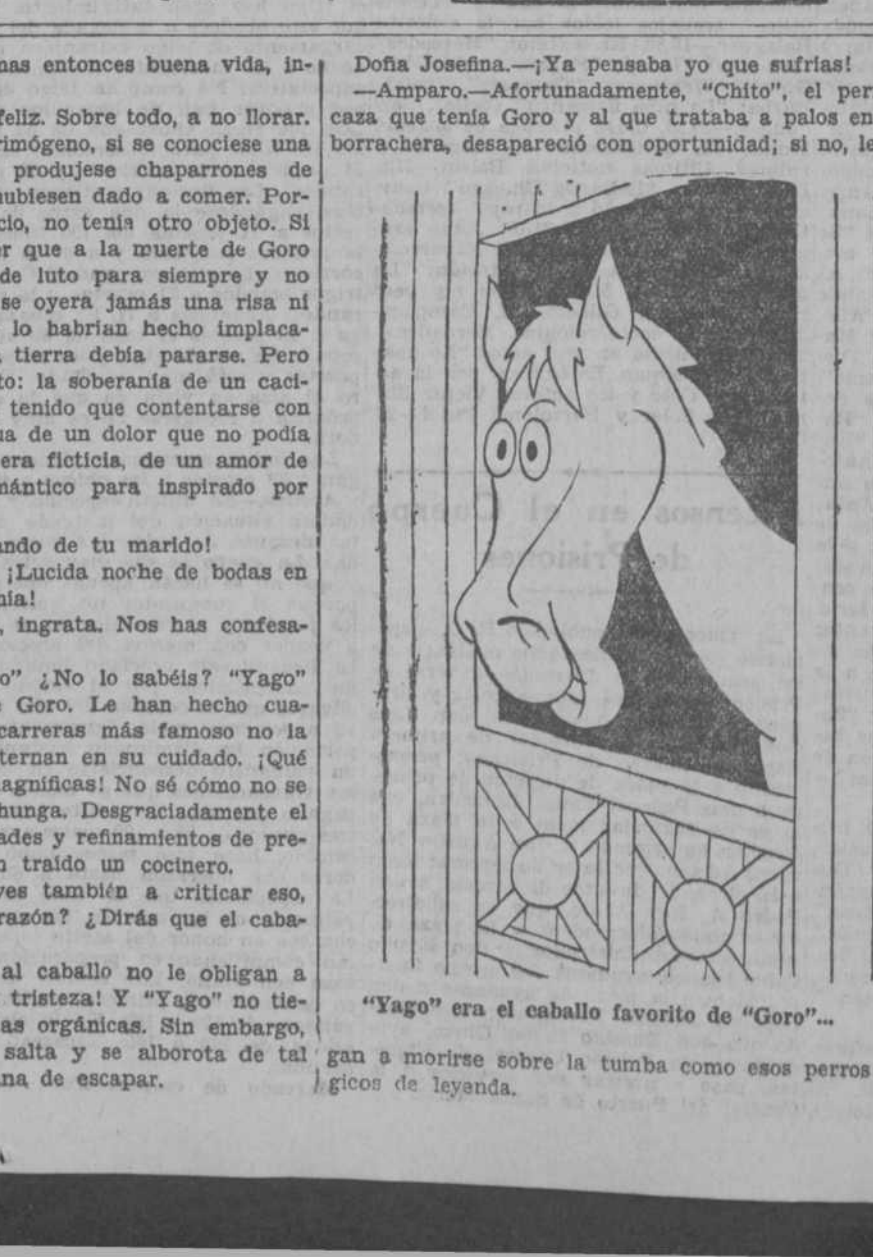 nas entonces buena vida, in-
feliz. Sobre todo, a no llorar.
rimógeno, si se conociese una
produjese chaparrones de
hubiesen dado a comer. Por-
cio, no tenía otro objeto. Si
er que a la muerte de Goro
de luto para siempre y no
se oyera jamás una risa ni
lo habrían hecho implaca-
tierra debía pararse. Pero
to: la soberanía de un caci-
tenido que contentarse con
ua de un dolor que no podía
era ficticia, de un amor de
mántico para inspirado por
ando de tu marido!
¡Lucida noche de bodas en
nia!
, ingrata. Nos has confesa-
o” ¿No lo sabéis? “Yago”
e Goro. Le han hecho cua-
carreras más famoso no la
ternan en su cuidado. ¡Qué
agníficas! No sé cómo no se
hunga. Desgraciadamente el
ades y refinamientos de pre-
n traído un cocinero.
ves también a criticar eso,
razón? ¿Dirás que el caba-
al caballo no le obligan a
tristeza! Y “Yago” no tie-
as orgánicas. Sin embargo,
salta y se alborota de tal
ana de escapar.
Doña Josefina.—¡Ya pensaba yo que sufrías!
—Amparo.—Afortunadamente, “Chito”, el per
caza que tenía Goro y al que trataba a palos en
borrachera, desapareció con oportunidad; si no, le
“Yago” era el caballo favorito de “Goro”...
gan a morirse sobre la tumba como esos perros
gicos de leyenda.